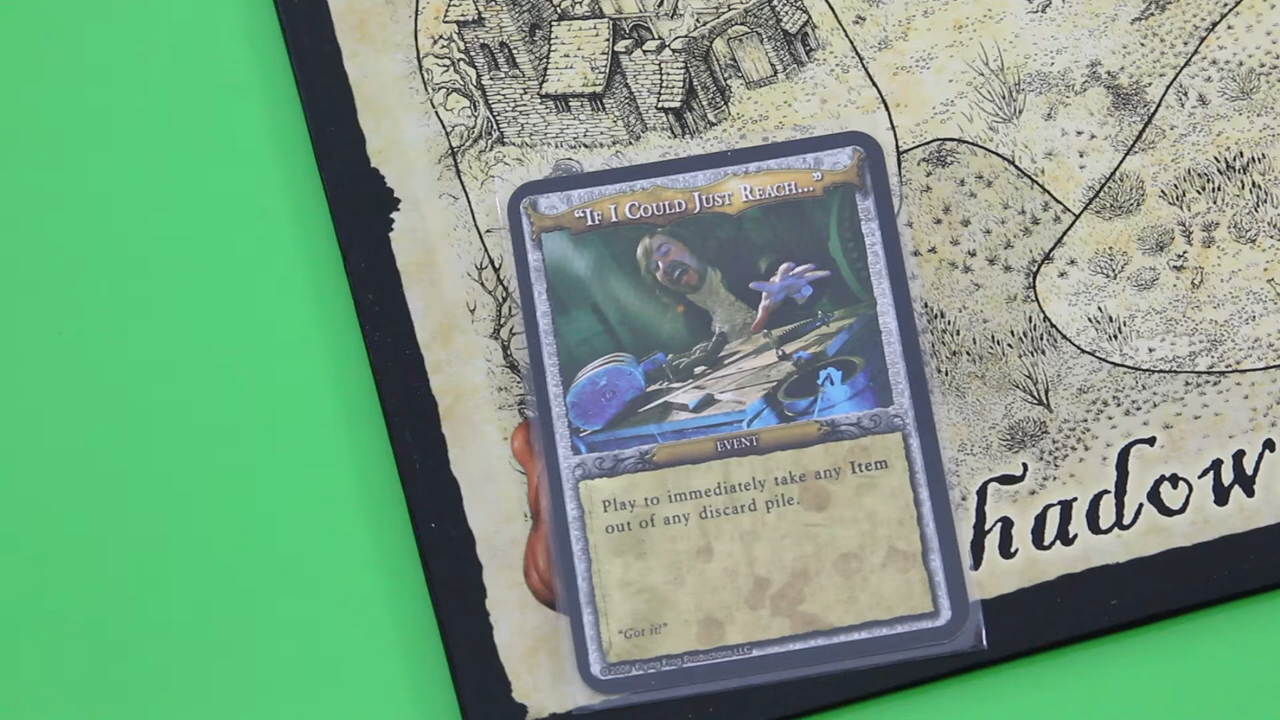 "If I Could Just Reach..."
EVENT
Play to immediately take any Item
out of any discard pile.
"Got it!"
©2008 Flying Frog Productions, LLC
hadow